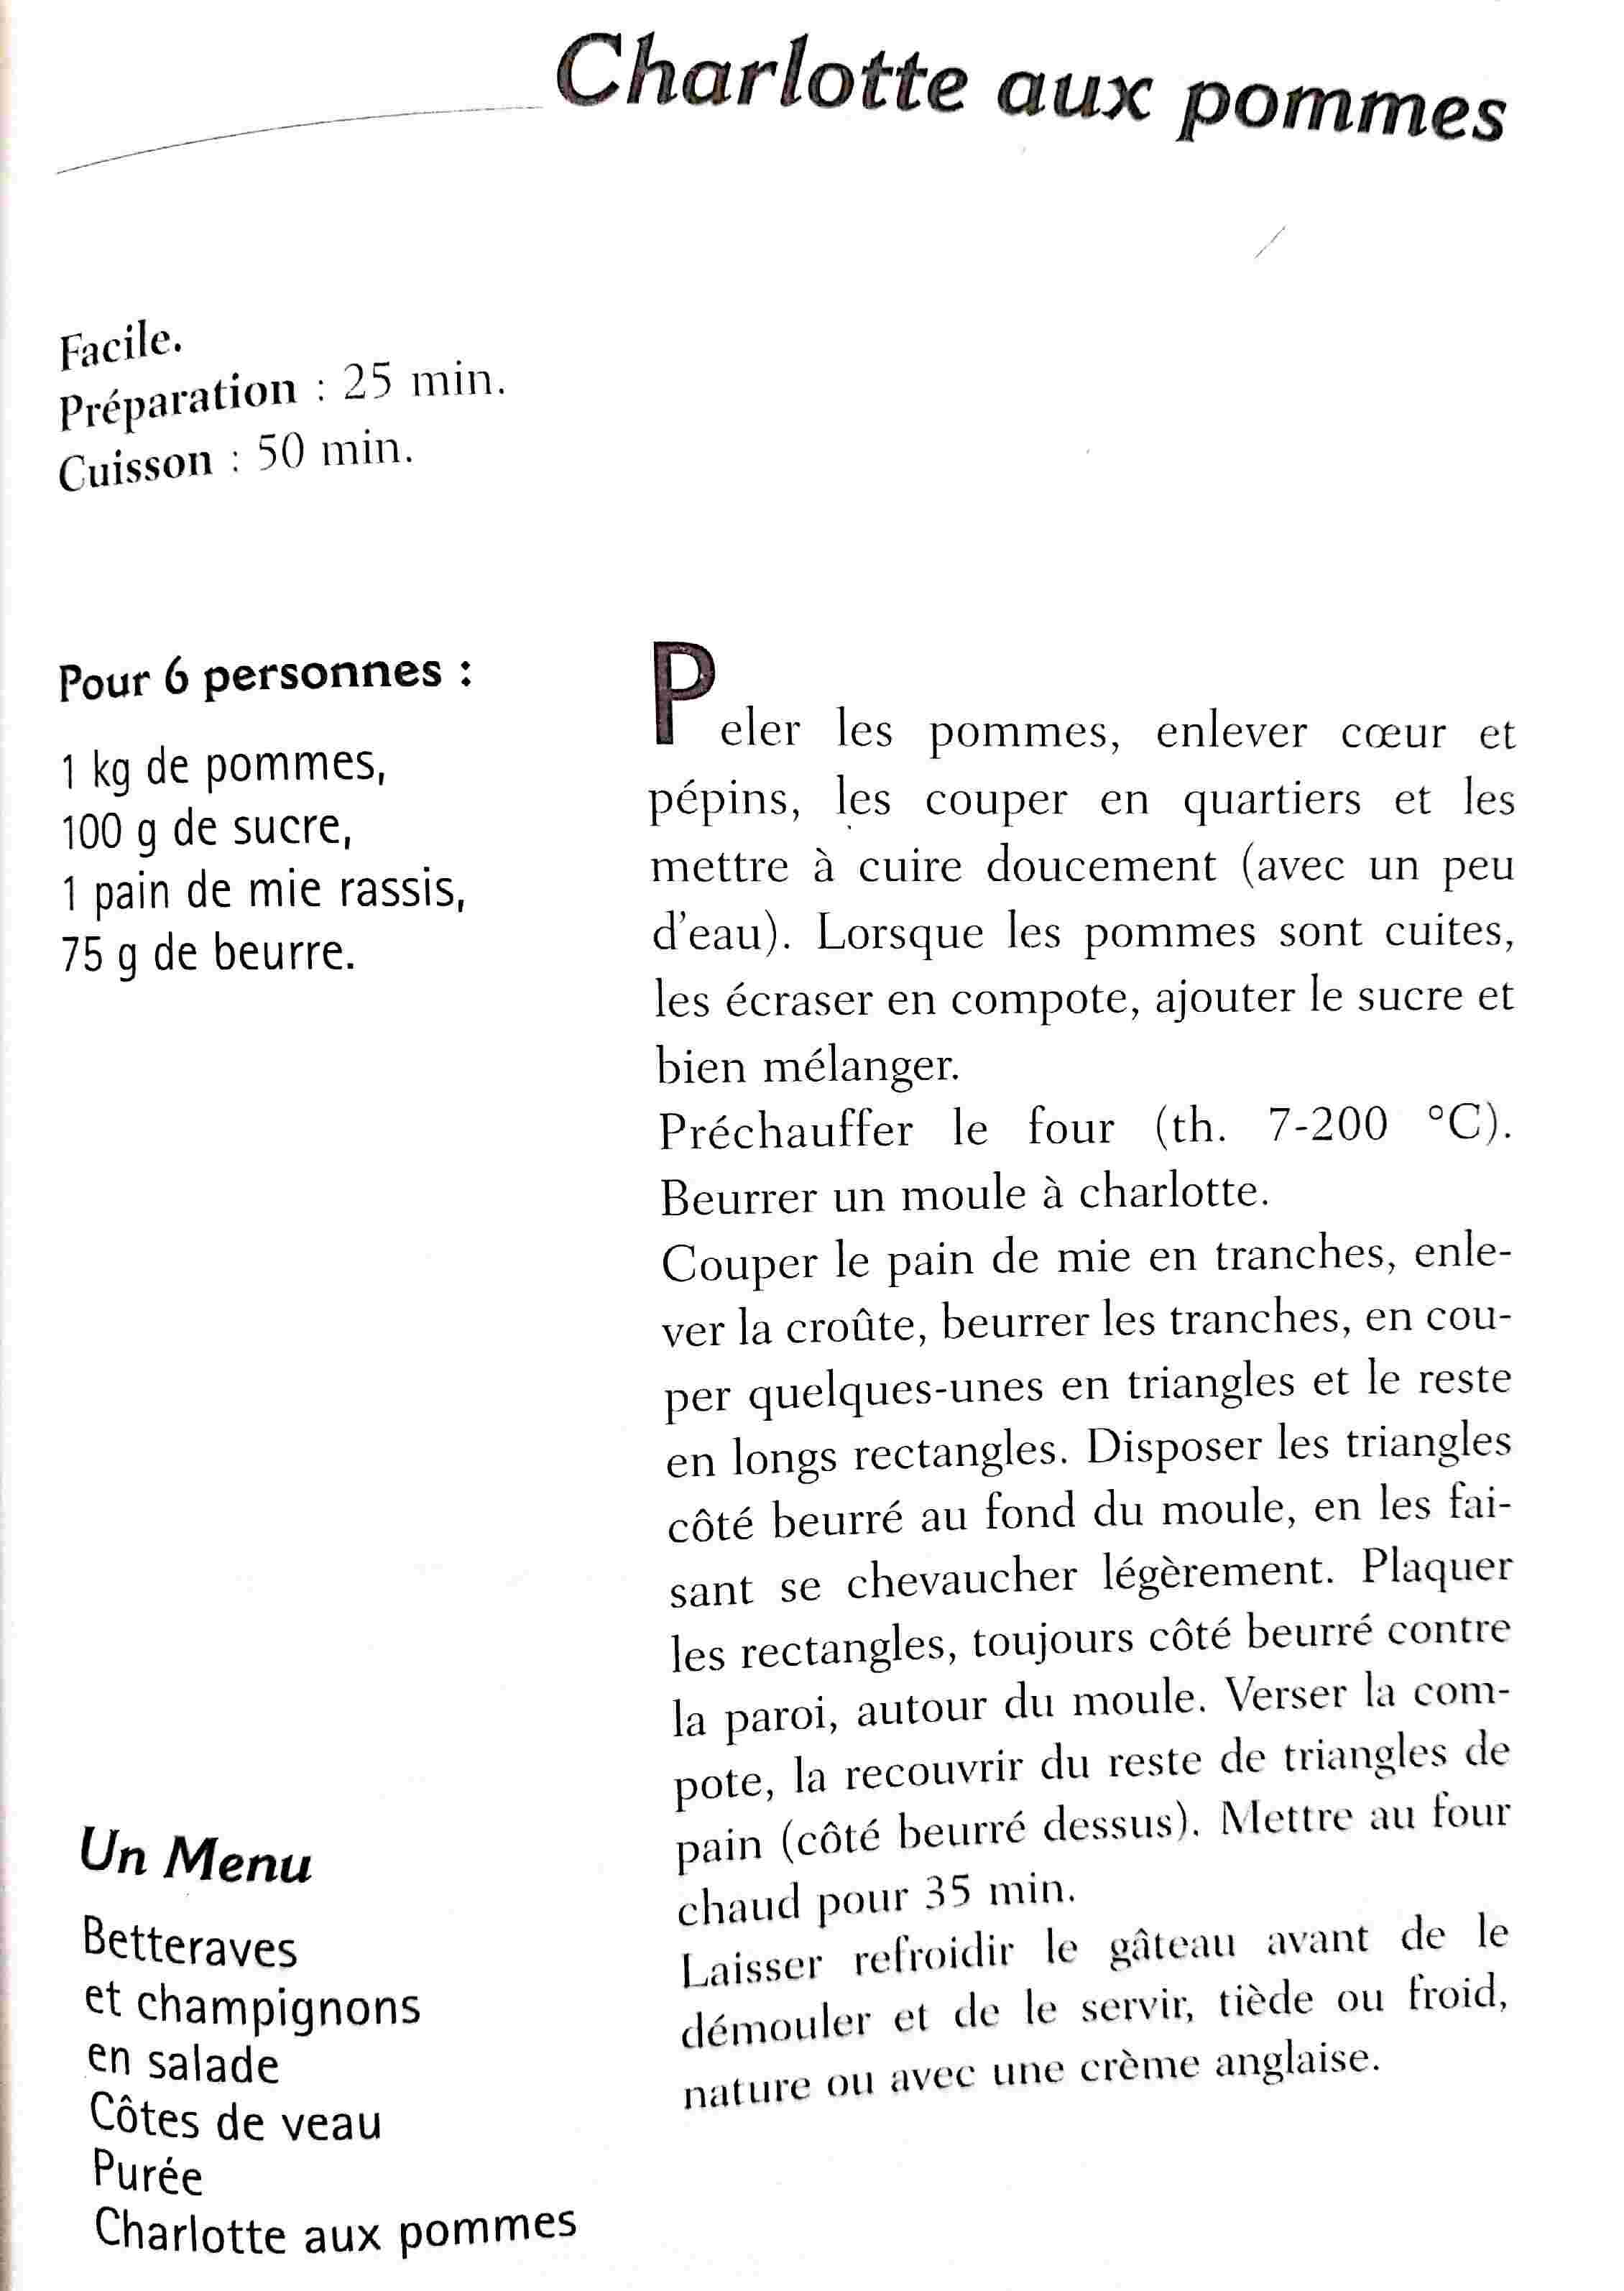 Charlotte aux pommes
Facile.
Préparation : 25 min.
Cuisson : 50 min.
Pour 6 personnes :
1 kg de pommes,
100 g de sucre,
1 pain de mie rassis,
75 g de beurre.
Peler les pommes, enlever cœur et
pépins, les couper en quartiers et les
mettre à cuire doucement (avec un peu
d'eau). Lorsque les pommes sont cuites,
les écraser en compote, ajouter le sucre et
bien mélanger.
Préchauffer le four (th. 7-200 °C).
Beurrer un moule à charlotte.
Couper le pain de mie en tranches, enle-
ver la croûte, beurrer les tranches, en cou-
per quelques-unes en triangles et le reste
en longs rectangles. Disposer les triangles
côté beurré au fond du moule, en les fai-
sant se chevaucher légèrement. Plaquer
les rectangles, toujours côté beurré contre
la paroi, autour du moule. Verser la com-
pote, la recouvrir du reste de triangles de
pain (côté beurré dessus). Mettre au four
chaud pour 35 min.
Laisser refroidir le gâteau avant de le
démouler et de le servir, tiède ou froid,
nature ou avec une crème anglaise.
Un Menu
Betteraves
et champignons
en salade
Côtes de veau
Purée
Charlotte aux pommes